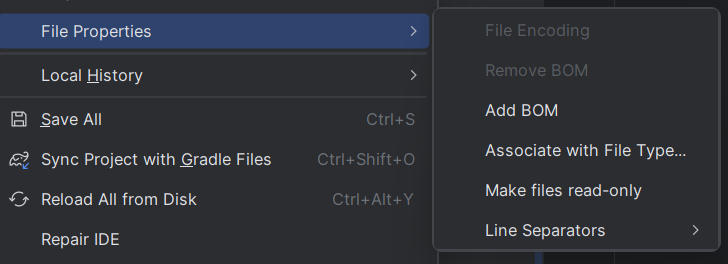 File Properties
Local History
Save All Ctrl+S
Sync Project with Gradle Files Ctrl+Shift+O
Reload All from Disk Ctrl+Alt+Y
Repair IDE
File Encoding
Remove BOM
Add BOM
Associate with File Type...
Make files read-only
Line Separators